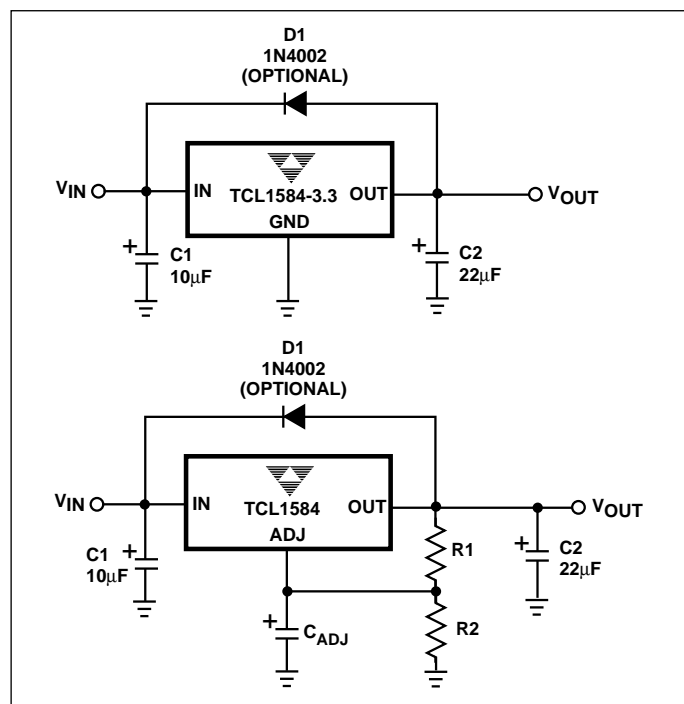 D1
1N4002
(OPTIONAL)
VIN
IN
TCL1584-3.3
OUT
GND
VOUT
+
C1
10µF
+
C2
22µF
D1
1N4002
(OPTIONAL)
VIN
IN
TCL1584
OUT
ADJ
VOUT
+
C1
10µF
R1
+
C2
22µF
+
CADJ
R2